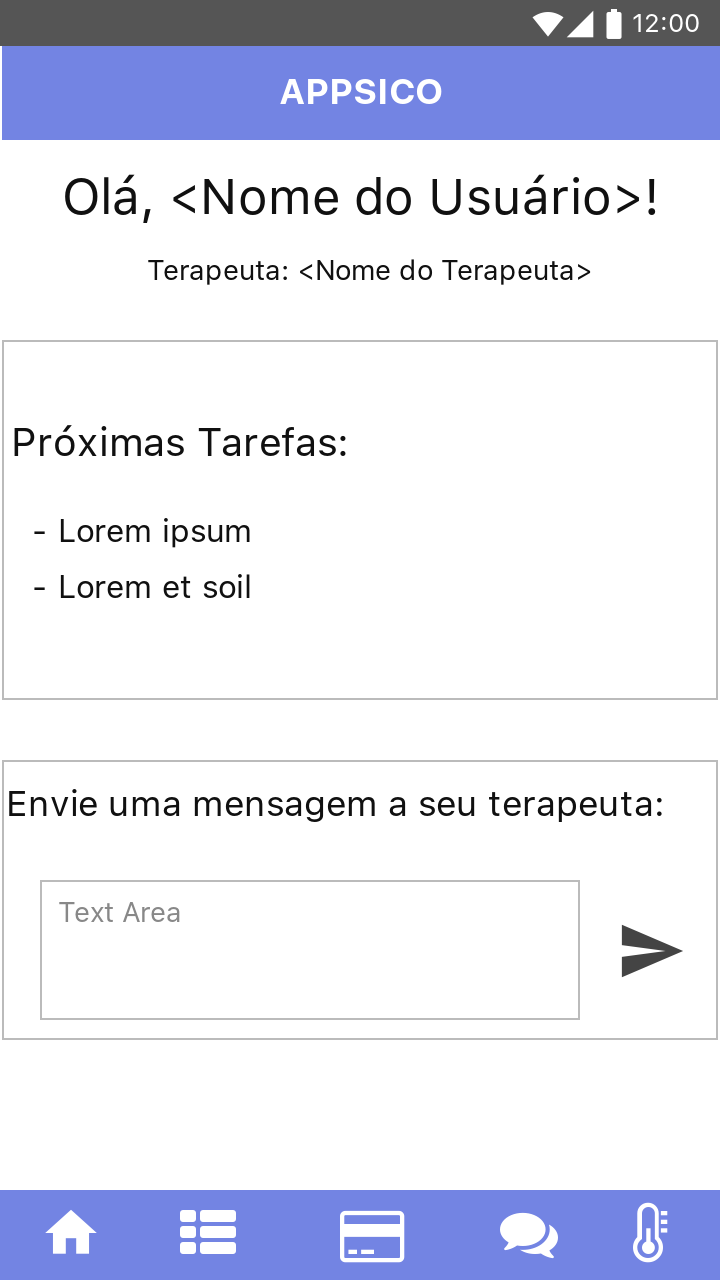 12:00
APPSICO
Olá, <Nome do Usuário>!
Terapeuta: <Nome do Terapeuta>
Próximas Tarefas:
- Lorem ipsum
- Lorem et soil
Envie uma mensagem a seu terapeuta:
Text Area